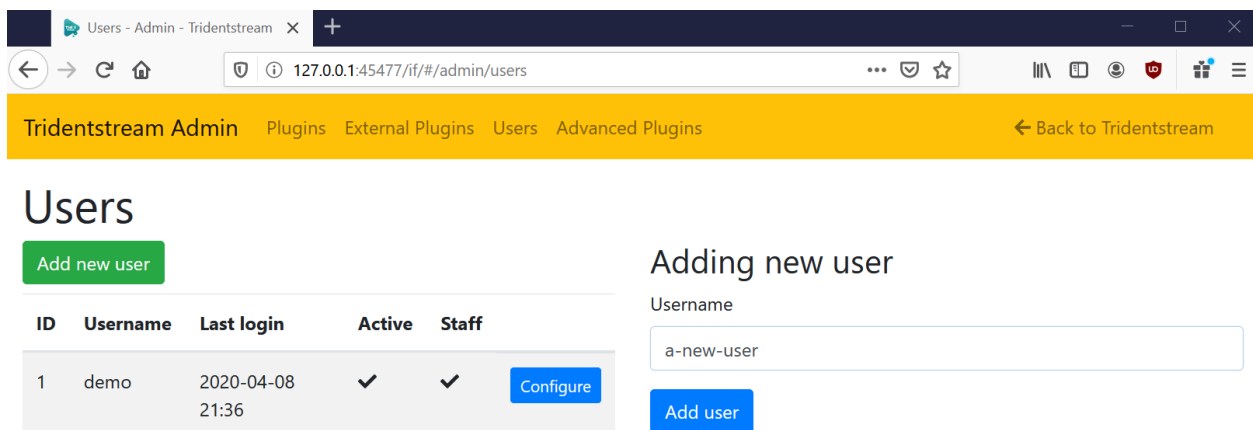 Users - Admin - Tridentstream
127.0.0.1:45477/if/#/admin/users
Tridentstream Admin Plugins External Plugins Users Advanced Plugins Back to Tridentstream
Users
Add new user
ID Username Last login Active Staff
1 demo 2020-04-08 21:36 Configure
Adding new user
Username
a-new-user
Add user